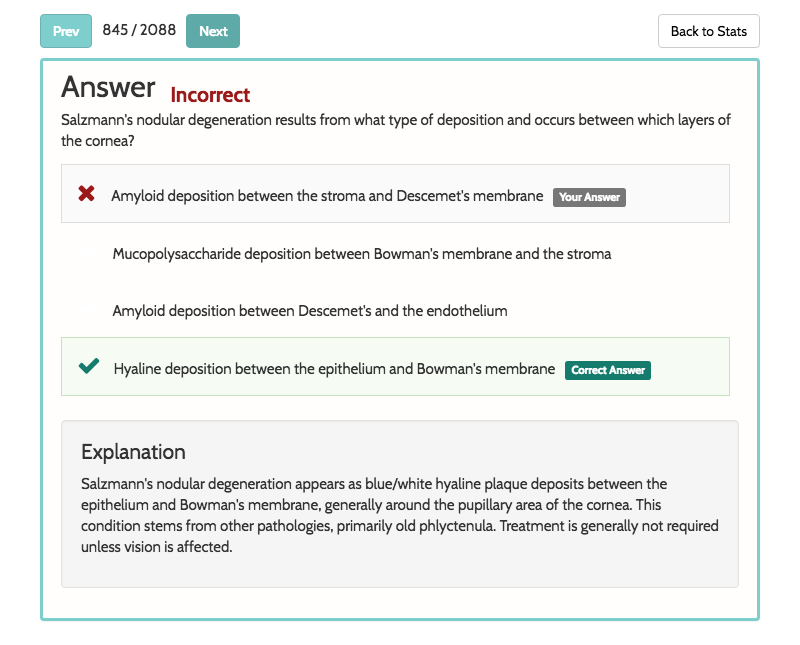 Prev 845 / 2088 Next Back to Stats
Answer Incorrect
Salzmann's nodular degeneration results from what type of deposition and occurs between which layers of
the cornea?
Amyloid deposition between the stroma and Descemet's membrane Your Answer
Mucopolysaccharide deposition between Bowman's membrane and the stroma
Amyloid deposition between Descemet's and the endothelium
Hyaline deposition between the epithelium and Bowman's membrane Correct Answer
Explanation
Salzmann's nodular degeneration appears as blue/white hyaline plaque deposits between the
epithelium and Bowman's membrane, generally around the pupillary area of the cornea. This
condition stems from other pathologies, primarily old phlyctenula. Treatment is generally not required
unless vision is affected.